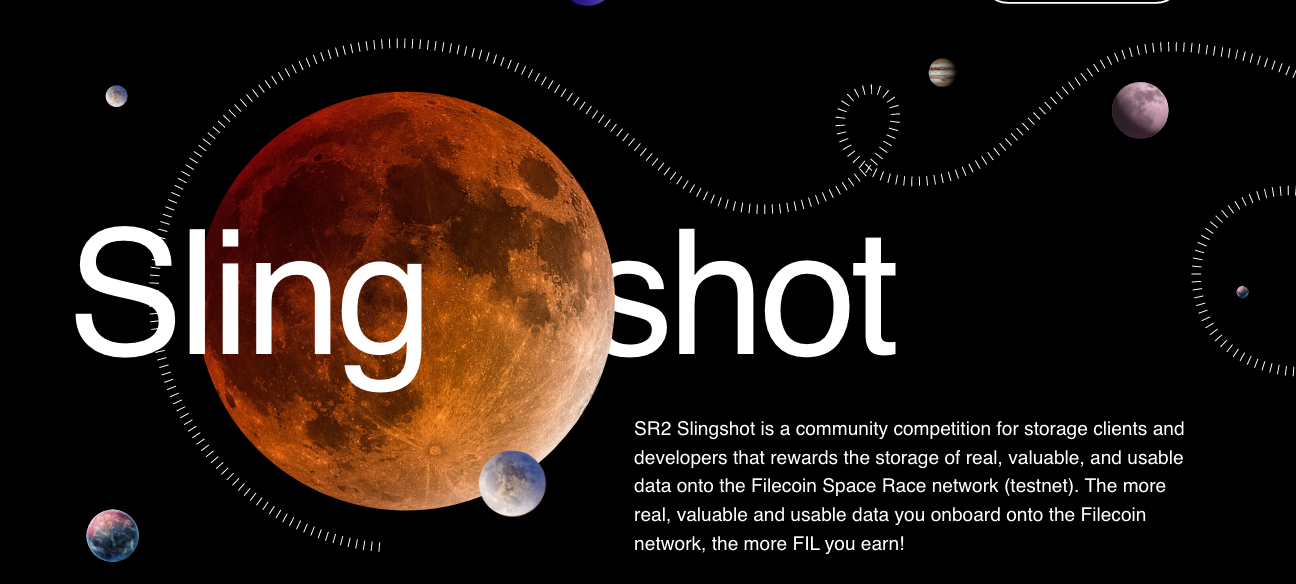 Sling shot
SR2 Slingshot is a community competition for storage clients and
developers that rewards the storage of real, valuable, and usable
data onto the Filecoin Space Race network (testnet). The more
real, valuable and usable data you onboard onto the Filecoin
network, the more FIL you earn!